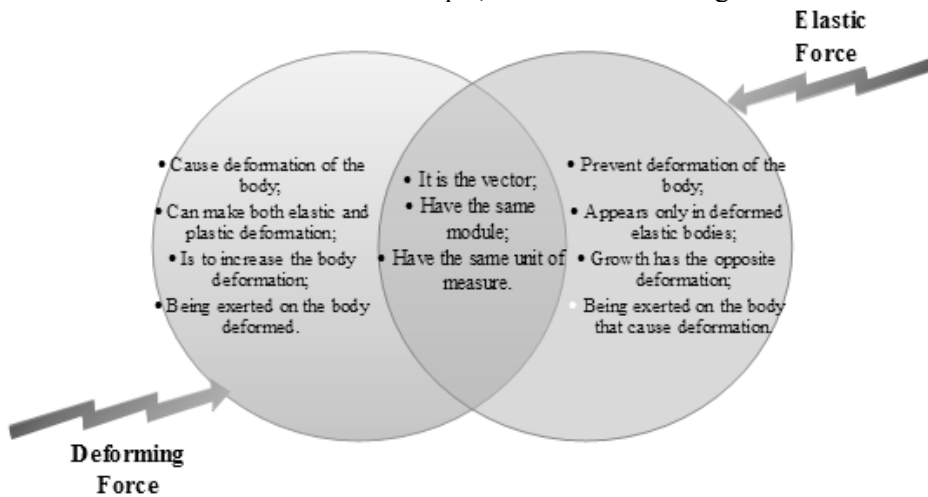 Elastic
Force
• Cause deformation of the
body;
• Can make both elastic and
plastic deformation;
• Is to increase the body
deformation;
• Being exerted on the body
deformed.
• It is the vector;
• Have the same
module;
• Have the same unit of
measure.
• Prevent deformation of the
body;
• Appears only in deformed
elastic bodies;
• Growth has the opposite
deformation;
• Being exerted on the body
that cause deformation.
Deforming
Force